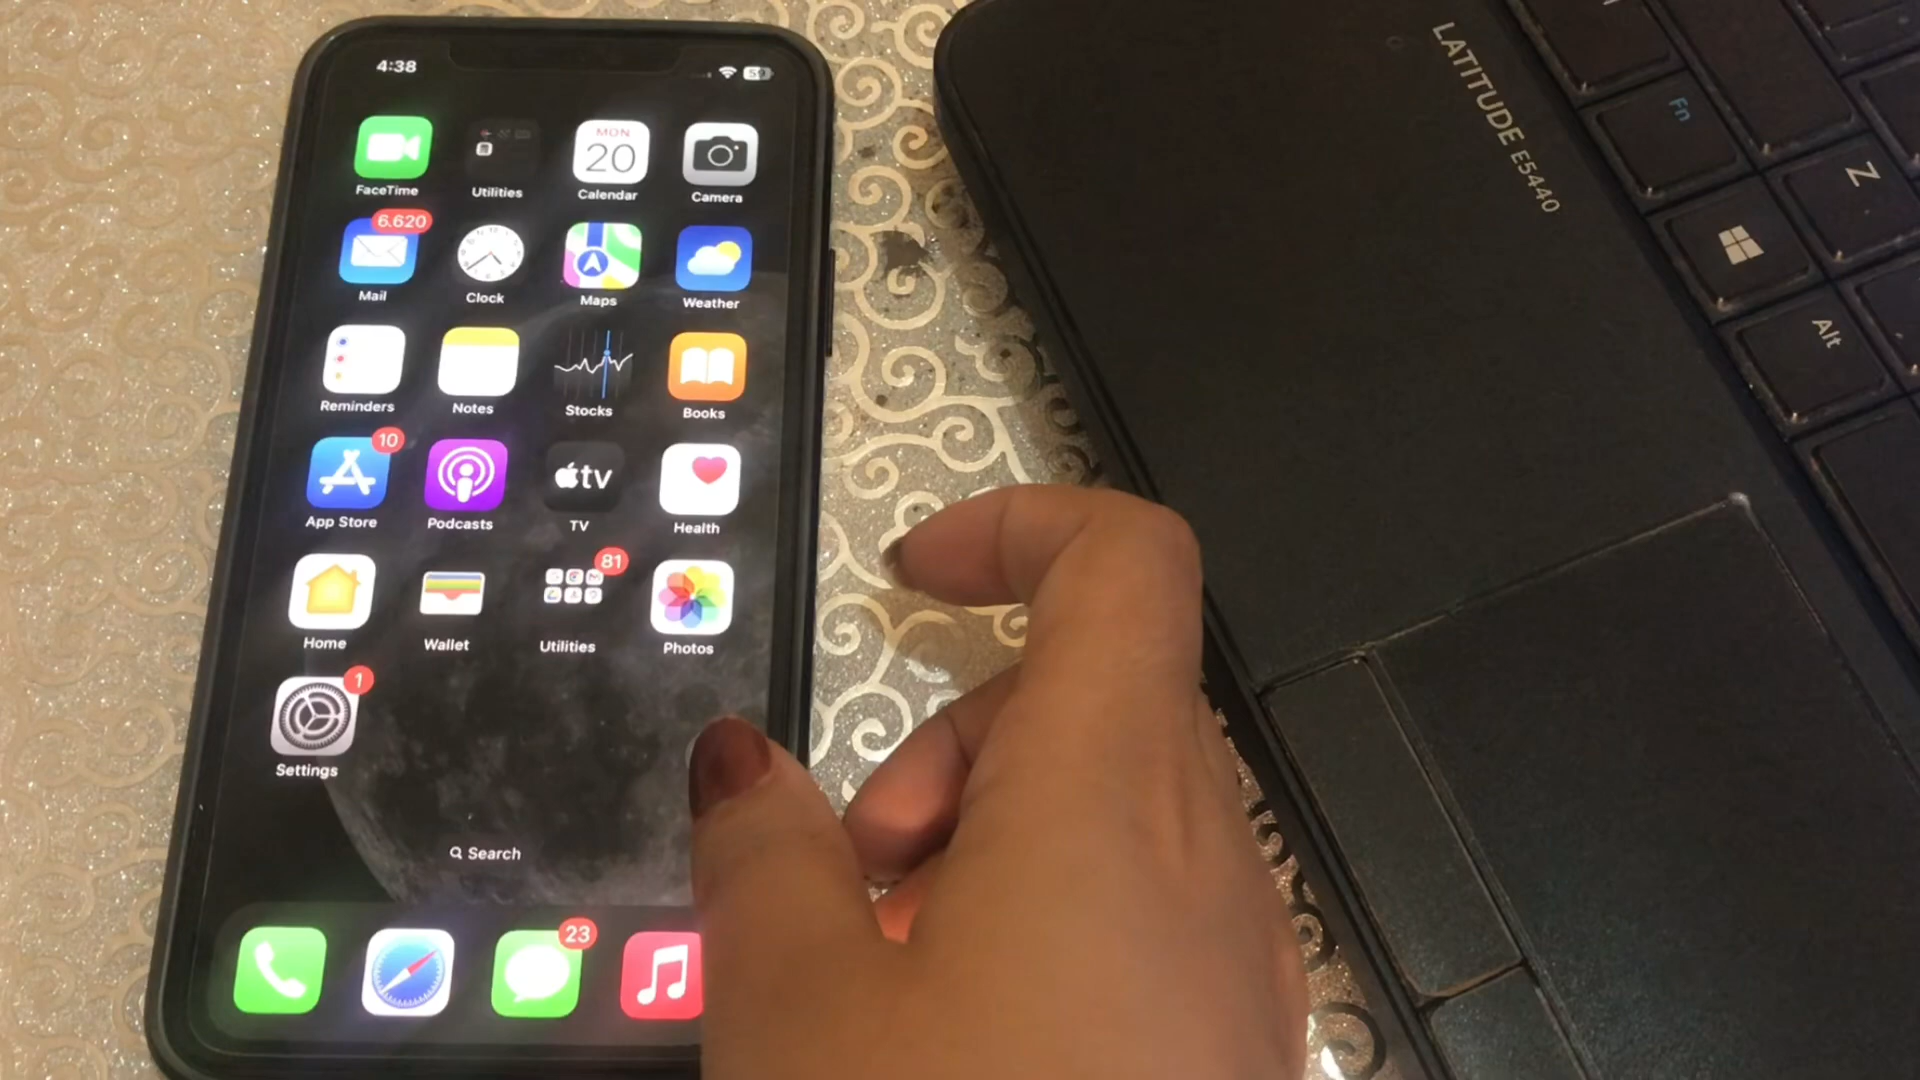 4:38
59
MON
20
FaceTime
Utilities
Calendar
Camera
6.620
Mail
Clock
Maps
Weather
Reminders
Notes
Stocks
Books
10
tv
App Store
Podcasts
TV
Health
81
Home
Wallet
Utilities
Photos
1
Settings
Search
23
LATITUDE E5440
Fn
Z
Alt